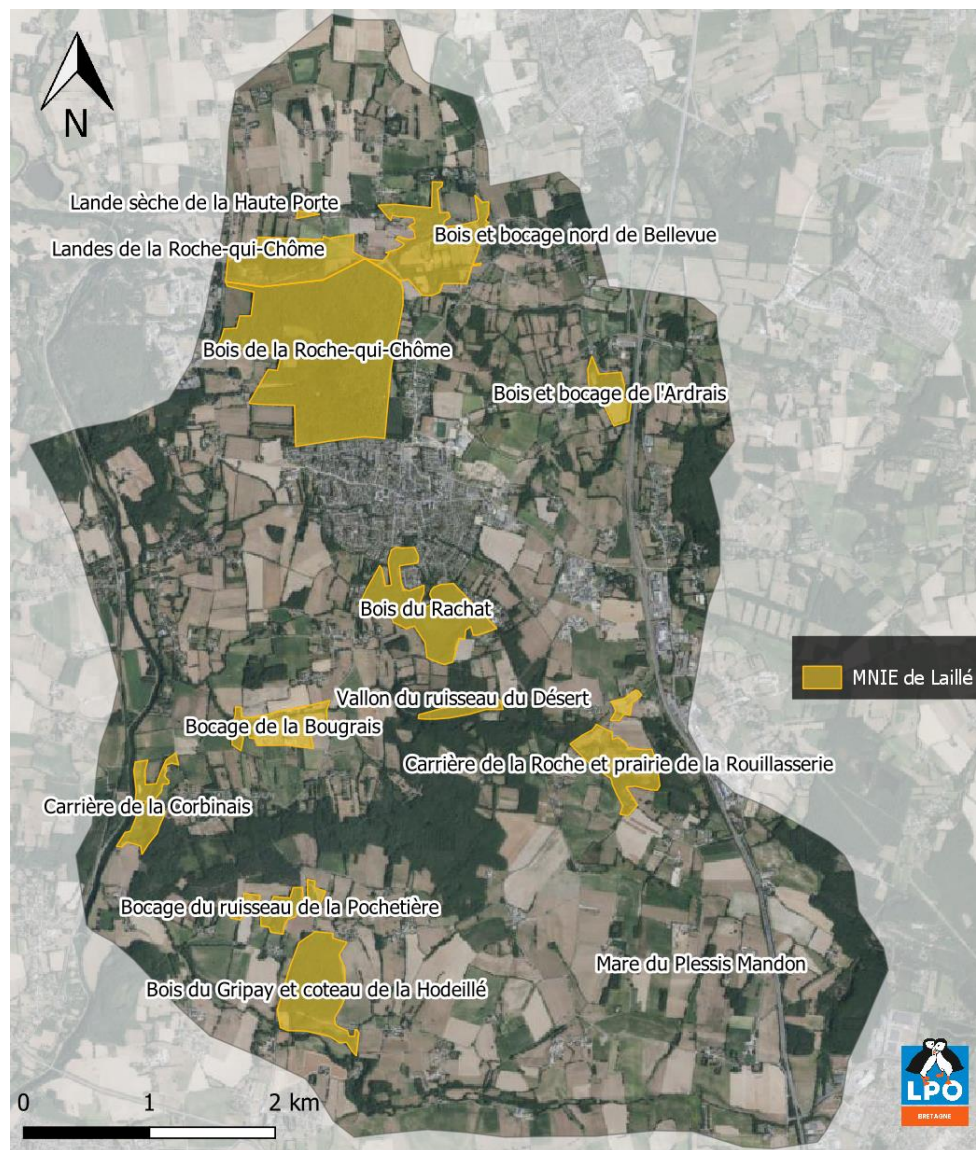 N
Lande sèche de la Haute Porte
Landes de la Roche-qui-Chôme
Bois et bocage nord de Bellevue
Bois de la Roche-qui-Chôme
Bois et bocage de l'Ardrais
Bois du Rachat
MNIE de Laillé
Vallon du ruisseau du Désert
Bocage de la Bougrais
Carrière de la Roche et prairie de la Rouillasserie
Carrière de la Corbinais
Bocage du ruisseau de la Pochetière
Mare du Plessis Mandon
Bois du Gripay et coteau de la Hodeillé
0 1 2 km
LPO
BRETAGNE